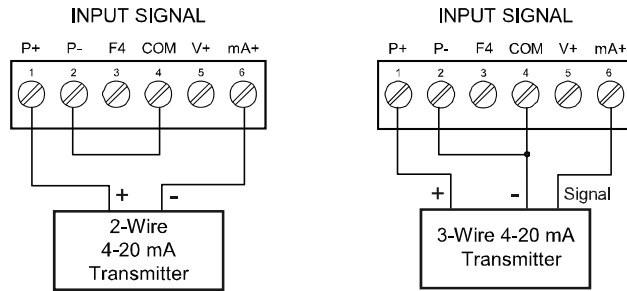 INPUT SIGNAL
P+ P- F4 COM V+ mA+
1 2 3 4 5 6
+ -
2-Wire
4-20 mA
Transmitter
INPUT SIGNAL
P+ P- F4 COM V+ mA+
1 2 3 4 5 6
+ - Signal
3-Wire 4-20 mA
Transmitter